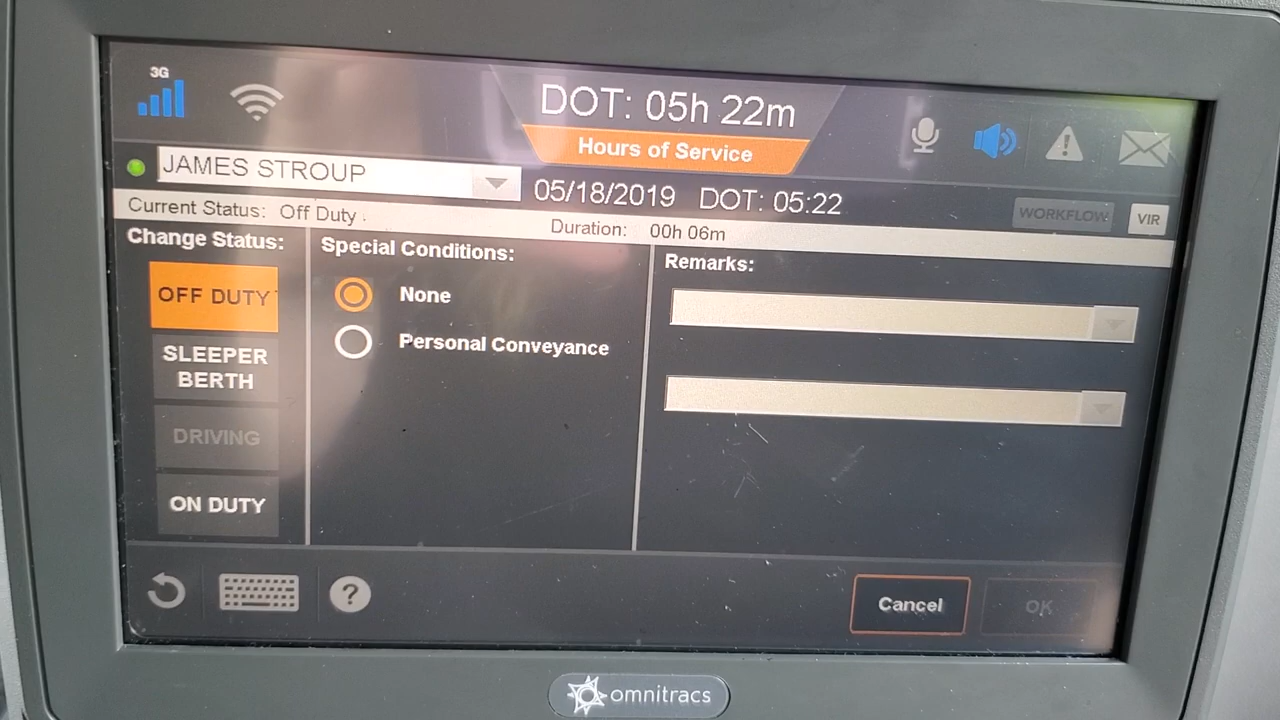 3G
DOT: 05h 22m
Hours of Service
JAMES STROUP
05/18/2019 DOT: 05:22
WORKFLOW
VIR
Current Status: Off Duty
Duration: 00h 06m
Change Status:
Special Conditions:
Remarks:
OFF DUTY
None
SLEEPER
BERTH
Personal Conveyance
DRIVING
ON DUTY
?
Cancel
OK
omnitracs